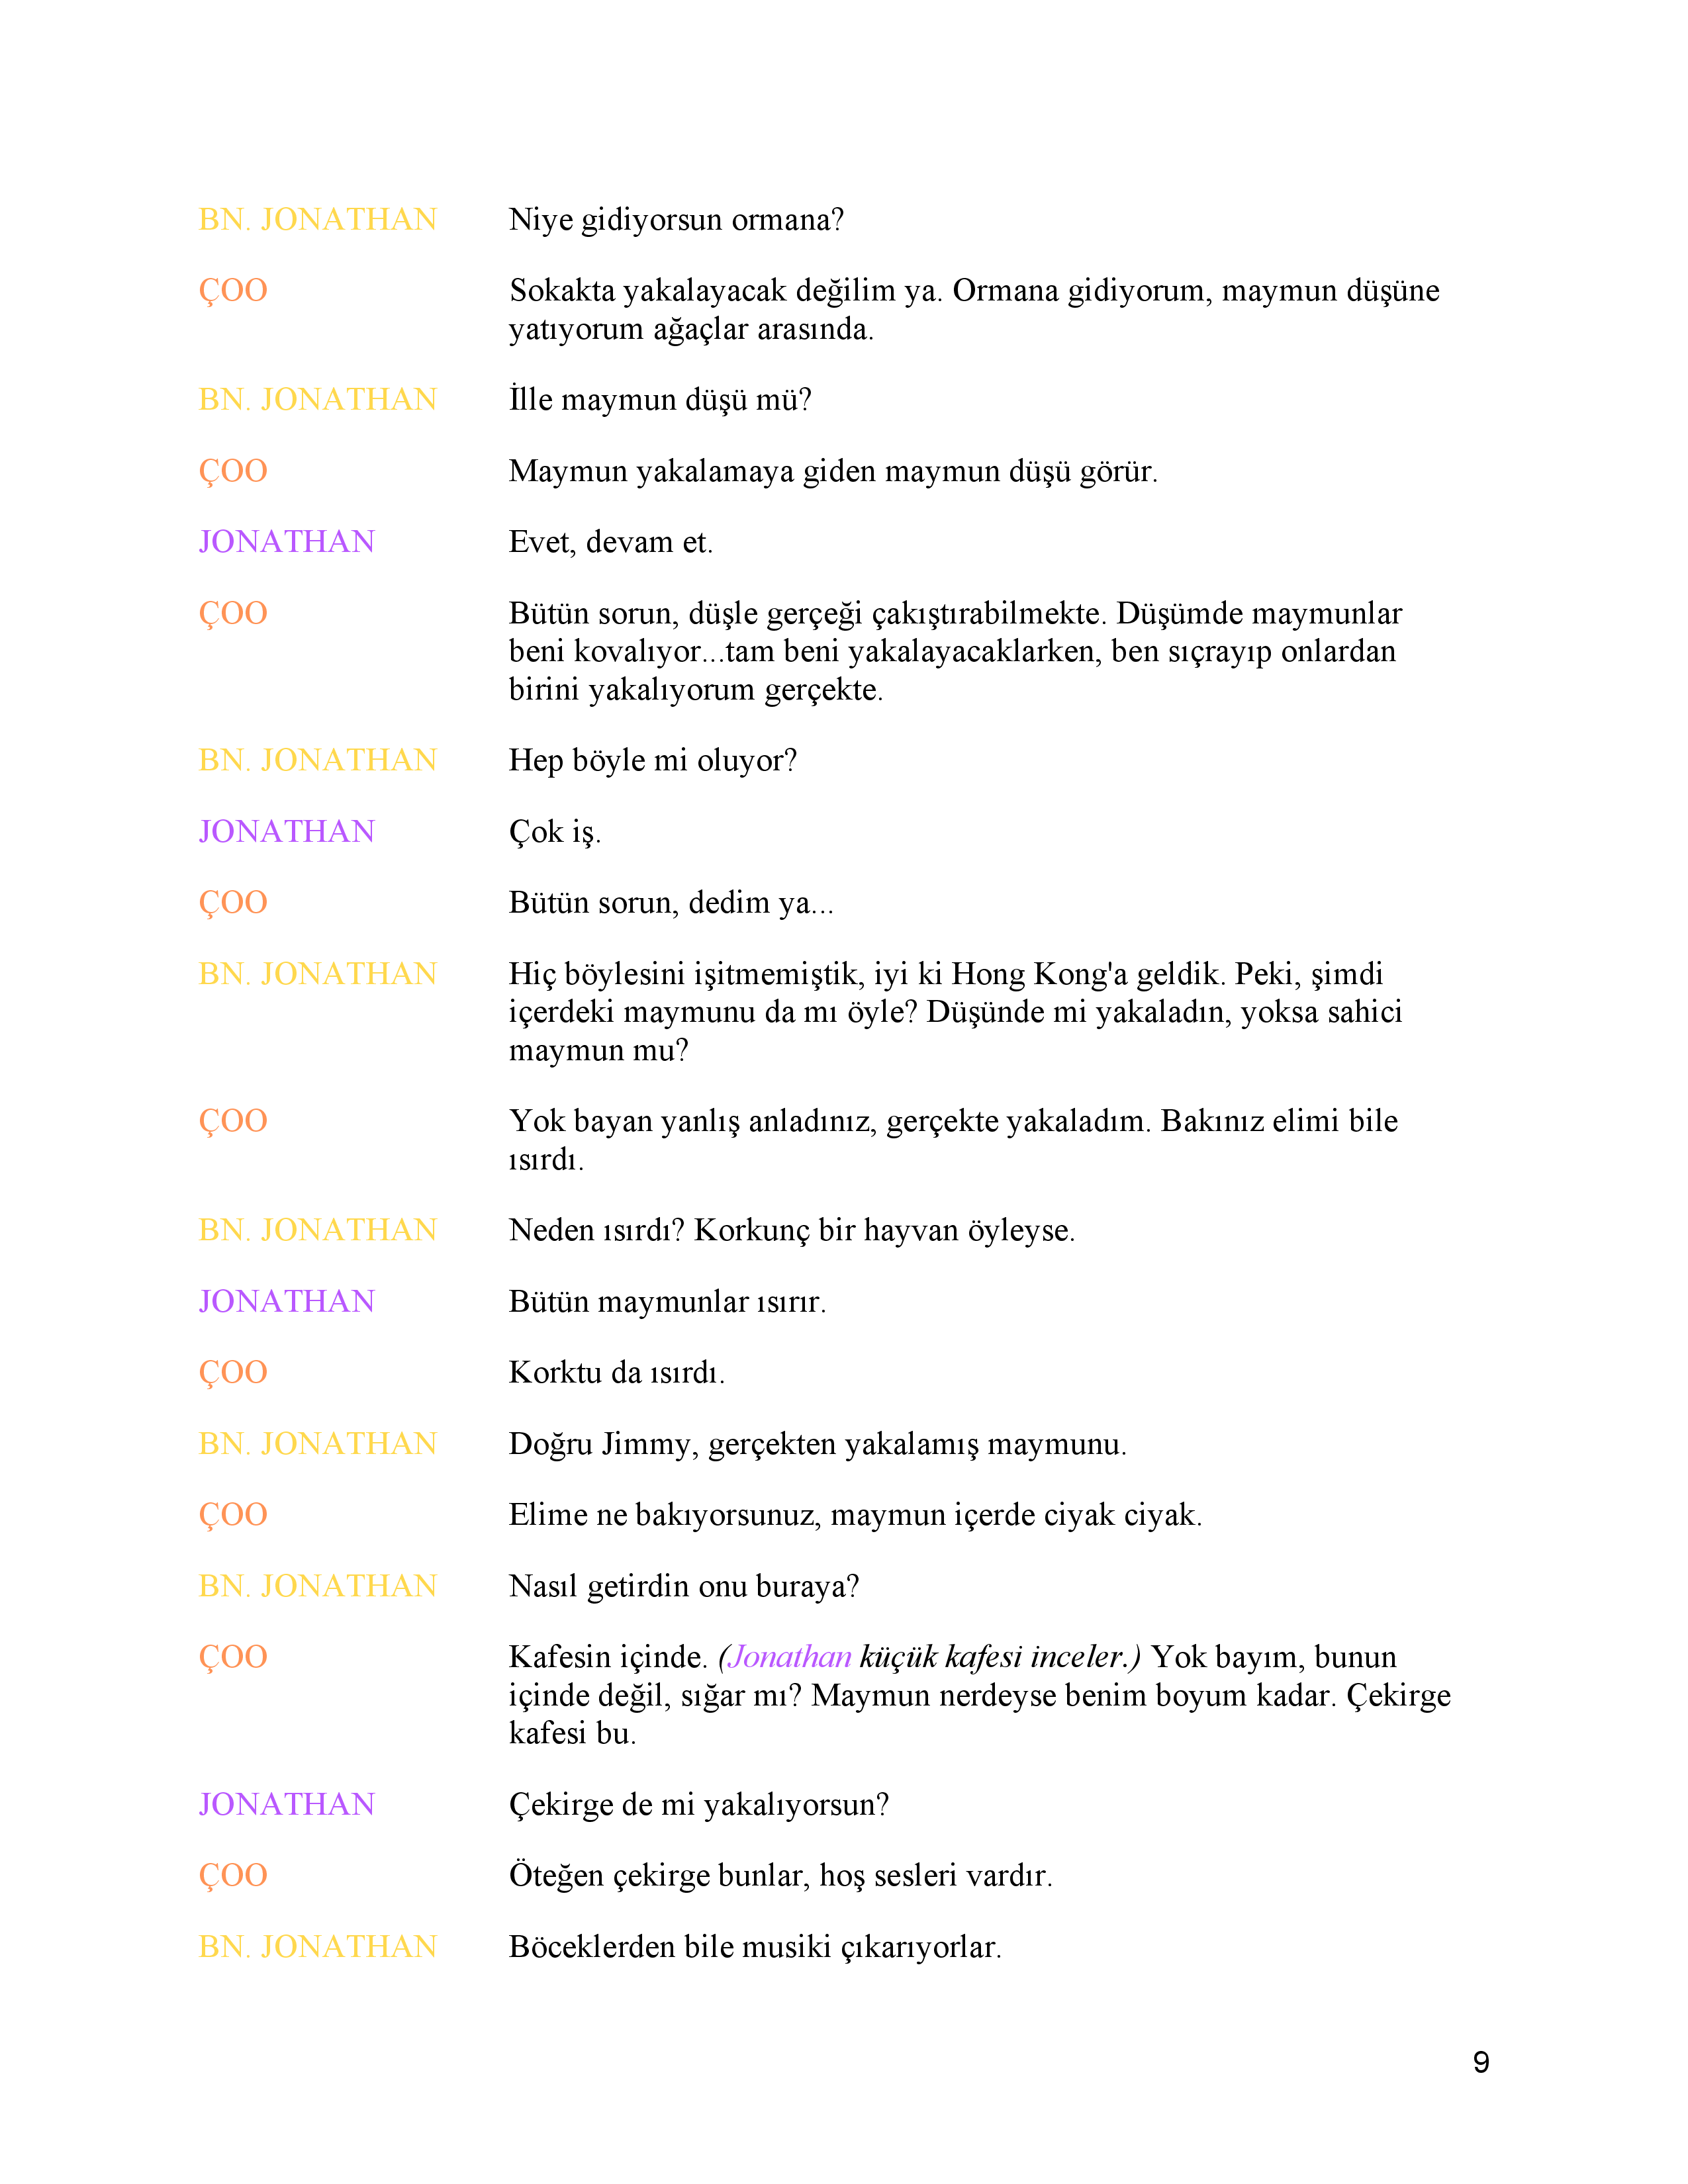 BN. JONATHAN Niye gidiyorsun ormana?
ÇOO Sokakta yakalayacak değilim ya. Ormana gidiyorum, maymun düşüne
yatıyorum ağaçlar arasında.
BN. JONATHAN İlle maymun düşü mü?
ÇOO Maymun yakalamaya giden maymun düşü görür.
JONATHAN Evet, devam et.
ÇOO Bütün sorun, düşle gerçeği çakıştırabilmekte. Düşümde maymunlar
beni kovalıyor...tam beni yakalayacaklarken, ben sıçrayıp onlardan
birini yakalıyorum gerçekte.
BN. JONATHAN Hep böyle mi oluyor?
JONATHAN Çok iş.
ÇOO Bütün sorun, dedim ya...
BN. JONATHAN Hiç böylesini işitmemiştik, iyi ki Hong Kong'a geldik. Peki, şimdi
içerdeki maymunu da mı öyle? Düşünde mi yakaladın, yoksa sahici
maymun mu?
ÇOO Yok bayan yanlış anladınız, gerçekte yakaladım. Bakınız elimi bile
ısırdı.
BN. JONATHAN Neden ısırdı? Korkunç bir hayvan öyleyse.
JONATHAN Bütün maymunlar ısırır.
ÇOO Korktu da ısırdı.
BN. JONATHAN Doğru Jimmy, gerçekten yakalamış maymunu.
ÇOO Elime ne bakıyorsunuz, maymun içerde ciyak ciyak.
BN. JONATHAN Nasıl getirdin onu buraya?
ÇOO Kafesin içinde. (Jonathan küçük kafesi inceler.) Yok bayım, bunun
içinde değil, sığar mı? Maymun nerdeyse benim boyum kadar. Çekirge
kafesi bu.
JONATHAN Çekirge de mi yakalıyorsun?
ÇOO Öteğen çekirge bunlar, hoş sesleri vardır.
BN. JONATHAN Böceklerden bile musiki çıkarıyorlar.
9